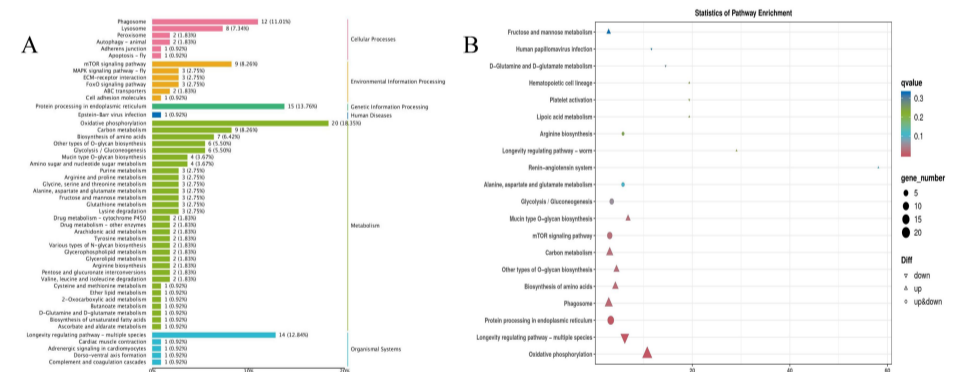 A
Phagosome 12 (11.01%)
Lysosome 8 (7.34%)
Peroxisome 2 (1.83%)
Autophagy - animal 2 (1.83%)
Adherens junction 1 (0.92%)
Apoptosis - fly 1 (0.92%)
Cellular Processes
mTOR signaling pathway 9 (8.26%)
MAPK signaling pathway - fly 3 (2.75%)
ECM-receptor interaction 3 (2.75%)
FoxO signaling pathway 3 (2.75%)
ABC transporters 2 (1.83%)
Cell adhesion molecules 1 (0.92%)
Environmental Information Processing
Protein processing in endoplasmic reticulum 15 (13.76%)
Genetic Information Processing
Epstein-Barr virus infection 1 (0.92%)
Human Diseases
Oxidative phosphorylation 20 (18.35%)
Carbon metabolism 9 (8.26%)
Biosynthesis of amino acids 7 (6.42%)
Other types of O-glycan biosynthesis 6 (5.50%)
Glycolysis / Gluconeogenesis 6 (5.50%)
Mucin type O-glycan biosynthesis 4 (3.67%)
Amino sugar and nucleotide sugar metabolism 4 (3.67%)
Purine metabolism 3 (2.75%)
Arginine and proline metabolism 3 (2.75%)
Glycine, serine and threonine metabolism 3 (2.75%)
Alanine, aspartate and glutamate metabolism 3 (2.75%)
Fructose and mannose metabolism 3 (2.75%)
Glutathione metabolism 3 (2.75%)
Lysine degradation 3 (2.75%)
Drug metabolism - cytochrome P450 2 (1.83%)
Drug metabolism - other enzymes 2 (1.83%)
Arachidonic acid metabolism 2 (1.83%)
Tyrosine metabolism 2 (1.83%)
Various types of N-glycan biosynthesis 2 (1.83%)
Glycerophospholipid metabolism 2 (1.83%)
Glycerolipid metabolism 2 (1.83%)
Arginine biosynthesis 2 (1.83%)
Pentose and glucuronate interconversions 2 (1.83%)
Valine, leucine and isoleucine degradation 2 (1.83%)
Cysteine and methionine metabolism 1 (0.92%)
Ether lipid metabolism 1 (0.92%)
2-Oxocarboxylic acid metabolism 1 (0.92%)
Butanoate metabolism 1 (0.92%)
D-Glutamine and D-glutamate metabolism 1 (0.92%)
Biosynthesis of unsaturated fatty acids 1 (0.92%)
Ascorbate and aldarate metabolism 1 (0.92%)
Metabolism
Longevity regulating pathway - multiple species 14 (12.84%)
Cardiac muscle contraction 1 (0.92%)
Adrenergic signaling in cardiomyocytes 1 (0.92%)
Dorso-ventral axis formation 1 (0.92%)
Complement and coagulation cascades 1 (0.92%)
Organismal Systems
B
Statistics of Pathway Enrichment
Fructose and mannose metabolism
Human papillomavirus infection
D-Glutamine and D-glutamate metabolism
Hematopoietic cell lineage
Platelet activation
Lipoic acid metabolism
Arginine biosynthesis
Longevity regulating pathway - worm
Renin-angiotensin system
Alanine, aspartate and glutamate metabolism
Glycolysis / Gluconeogenesis
Mucin type O-glycan biosynthesis
mTOR signaling pathway
Carbon metabolism
Other types of O-glycan biosynthesis
Biosynthesis of amino acids
Phagosome
Protein processing in endoplasmic reticulum
Longevity regulating pathway - multiple species
Oxidative phosphorylation
qvalue
0.3
0.2
0.1
gene_number
5
10
15
20
Diff
down
up
up&down